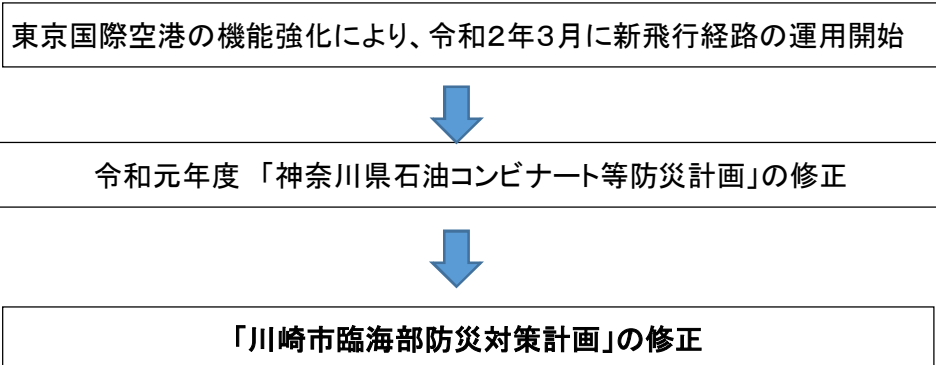 東京国際空港の機能強化により、令和２年３月に新飛行経路の運用開始
令和元年度 「神奈川県石油コンビナート等防災計画」の修正
「川崎市臨海部防災対策計画」の修正